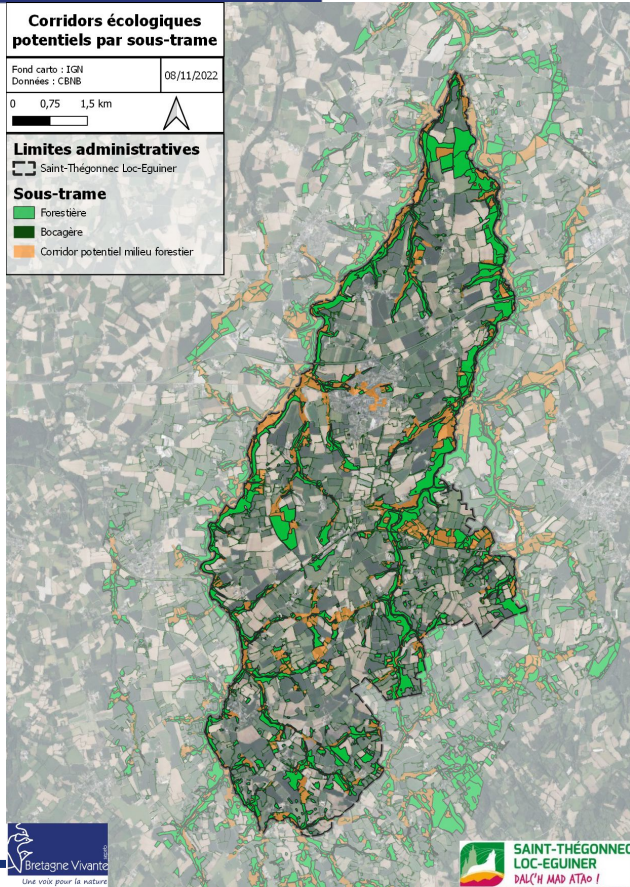 Corridors écologiques
potentiels par sous-trame
Fond carto : IGN
Données : CBNB
08/11/2022
0 0,75 1,5 km
Limites administratives
Saint-Thégonnec Loc-Eguiner
Sous-trame
Forestière
Bocagère
Corridor potentiel milieu forestier
Bretagne Vivante
sepnb
Une voix pour la nature
SAINT-THÉGONNEC
LOC-EGUINER
DALC'H MAD ATAO !